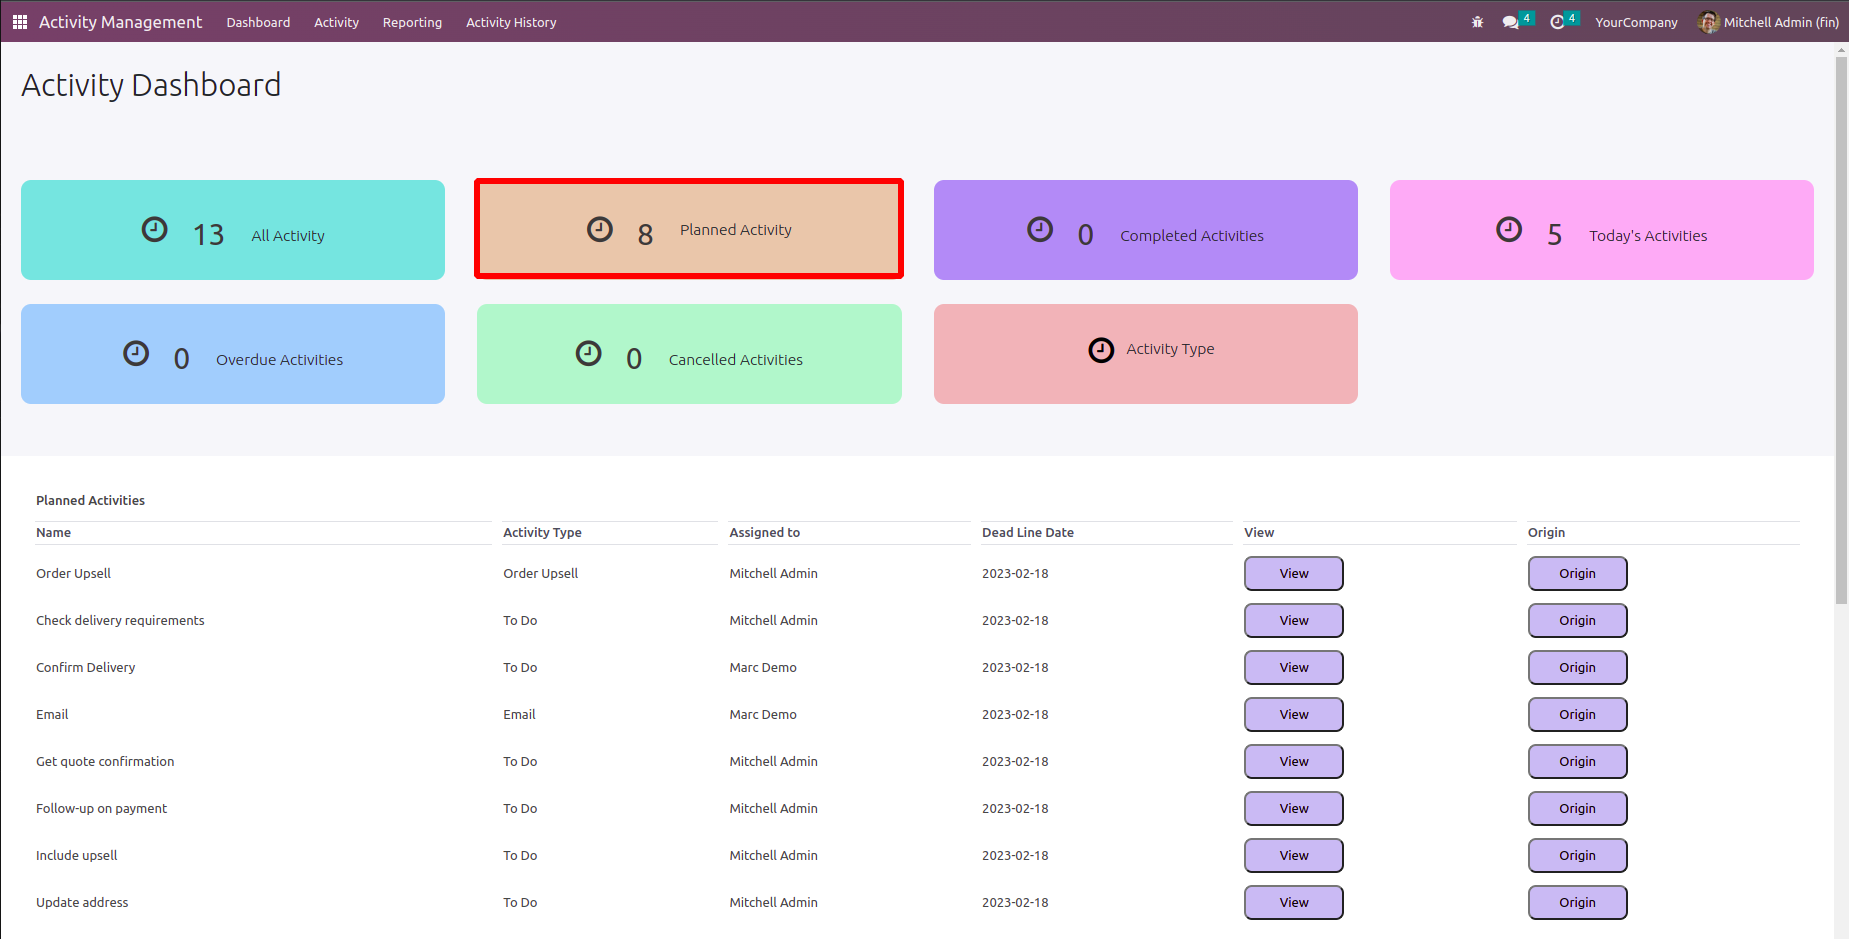 Activity Management Dashboard Activity Reporting Activity History 4 4 YourCompany Mitchell Admin (fin)
Activity Dashboard
13 All Activity
8 Planned Activity
0 Completed Activities
5 Today's Activities
0 Overdue Activities
0 Cancelled Activities
Activity Type
Planned Activities
Name Activity Type Assigned to Dead Line Date View Origin
Order Upsell Order Upsell Mitchell Admin 2023-02-18 View Origin
Check delivery requirements To Do Mitchell Admin 2023-02-18 View Origin
Confirm Delivery To Do Marc Demo 2023-02-18 View Origin
Email Email Marc Demo 2023-02-18 View Origin
Get quote confirmation To Do Mitchell Admin 2023-02-18 View Origin
Follow-up on payment To Do Mitchell Admin 2023-02-18 View Origin
Include upsell To Do Mitchell Admin 2023-02-18 View Origin
Update address To Do Mitchell Admin 2023-02-18 View Origin